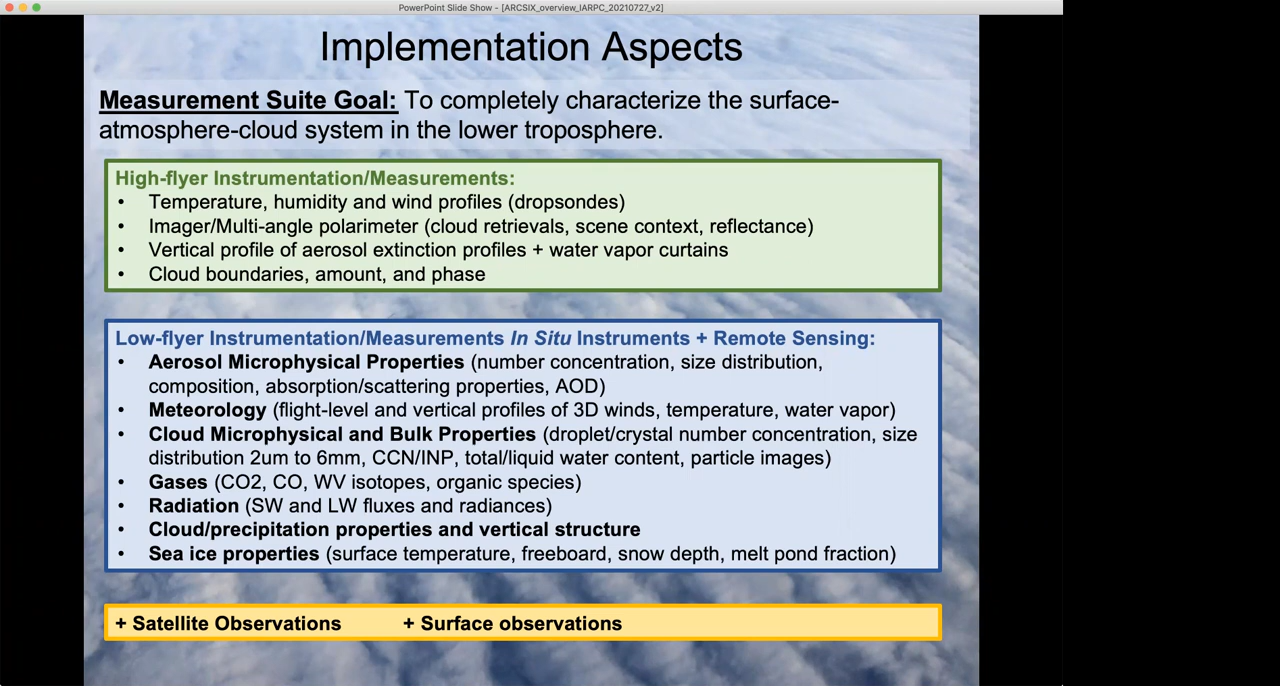 PowerPoint Slide Show - [ARCSIX_overview_IARPC_20210727_v2]
Implementation Aspects
Measurement Suite Goal: To completely characterize the surface-
atmosphere-cloud system in the lower troposphere.
High-flyer Instrumentation/Measurements:
• Temperature, humidity and wind profiles (dropsondes)
• Imager/Multi-angle polarimeter (cloud retrievals, scene context, reflectance)
• Vertical profile of aerosol extinction profiles + water vapor curtains
• Cloud boundaries, amount, and phase
Low-flyer Instrumentation/Measurements In Situ Instruments + Remote Sensing:
• Aerosol Microphysical Properties (number concentration, size distribution,
composition, absorption/scattering properties, AOD)
• Meteorology (flight-level and vertical profiles of 3D winds, temperature, water vapor)
• Cloud Microphysical and Bulk Properties (droplet/crystal number concentration, size
distribution 2um to 6mm, CCN/INP, total/liquid water content, particle images)
• Gases (CO2, CO, WV isotopes, organic species)
• Radiation (SW and LW fluxes and radiances)
• Cloud/precipitation properties and vertical structure
• Sea ice properties (surface temperature, freeboard, snow depth, melt pond fraction)
+ Satellite Observations + Surface observations